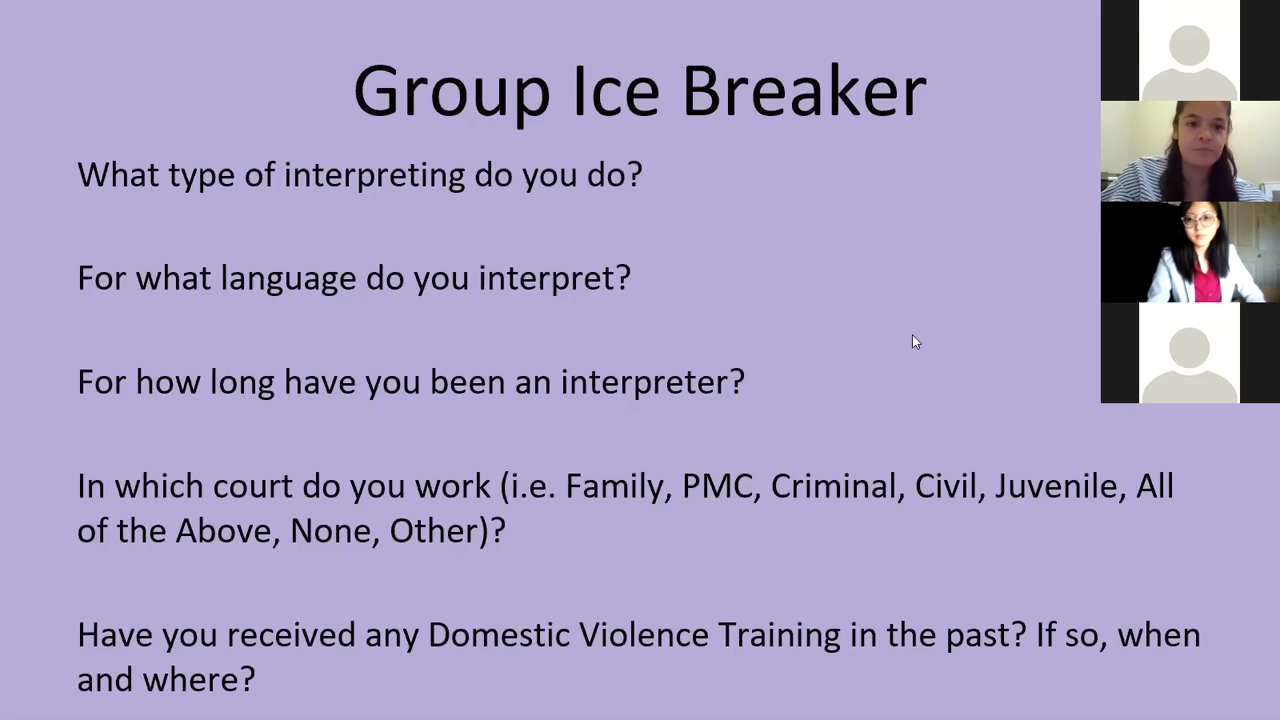 Group Ice Breaker
What type of interpreting do you do?
For what language do you interpret?
For how long have you been an interpreter?
In which court do you work (i.e. Family, PMC, Criminal, Civil, Juvenile, All
of the Above, None, Other)?
Have you received any Domestic Violence Training in the past? If so, when
and where?